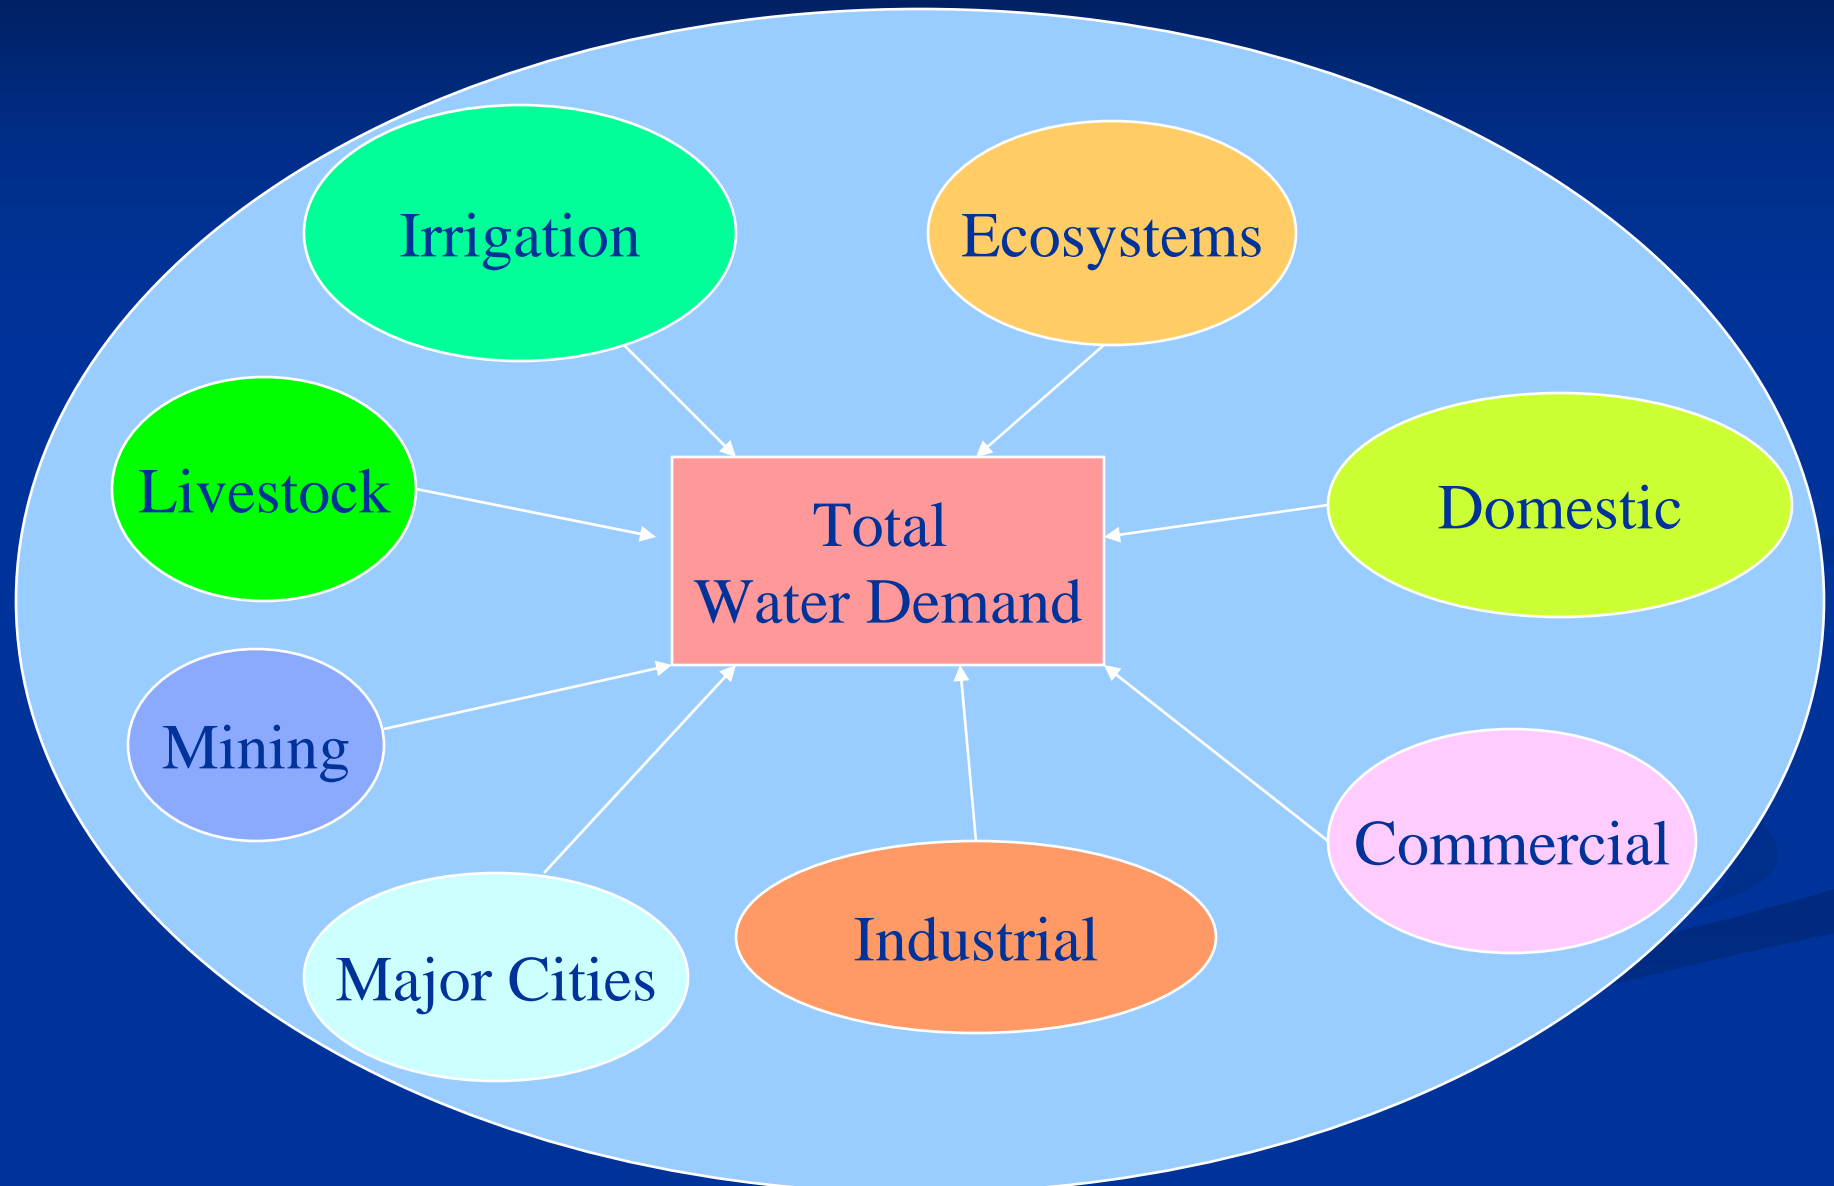 Irrigation
Ecosystems
Livestock
Domestic
Total
Water Demand
Mining
Commercial
Industrial
Major Cities